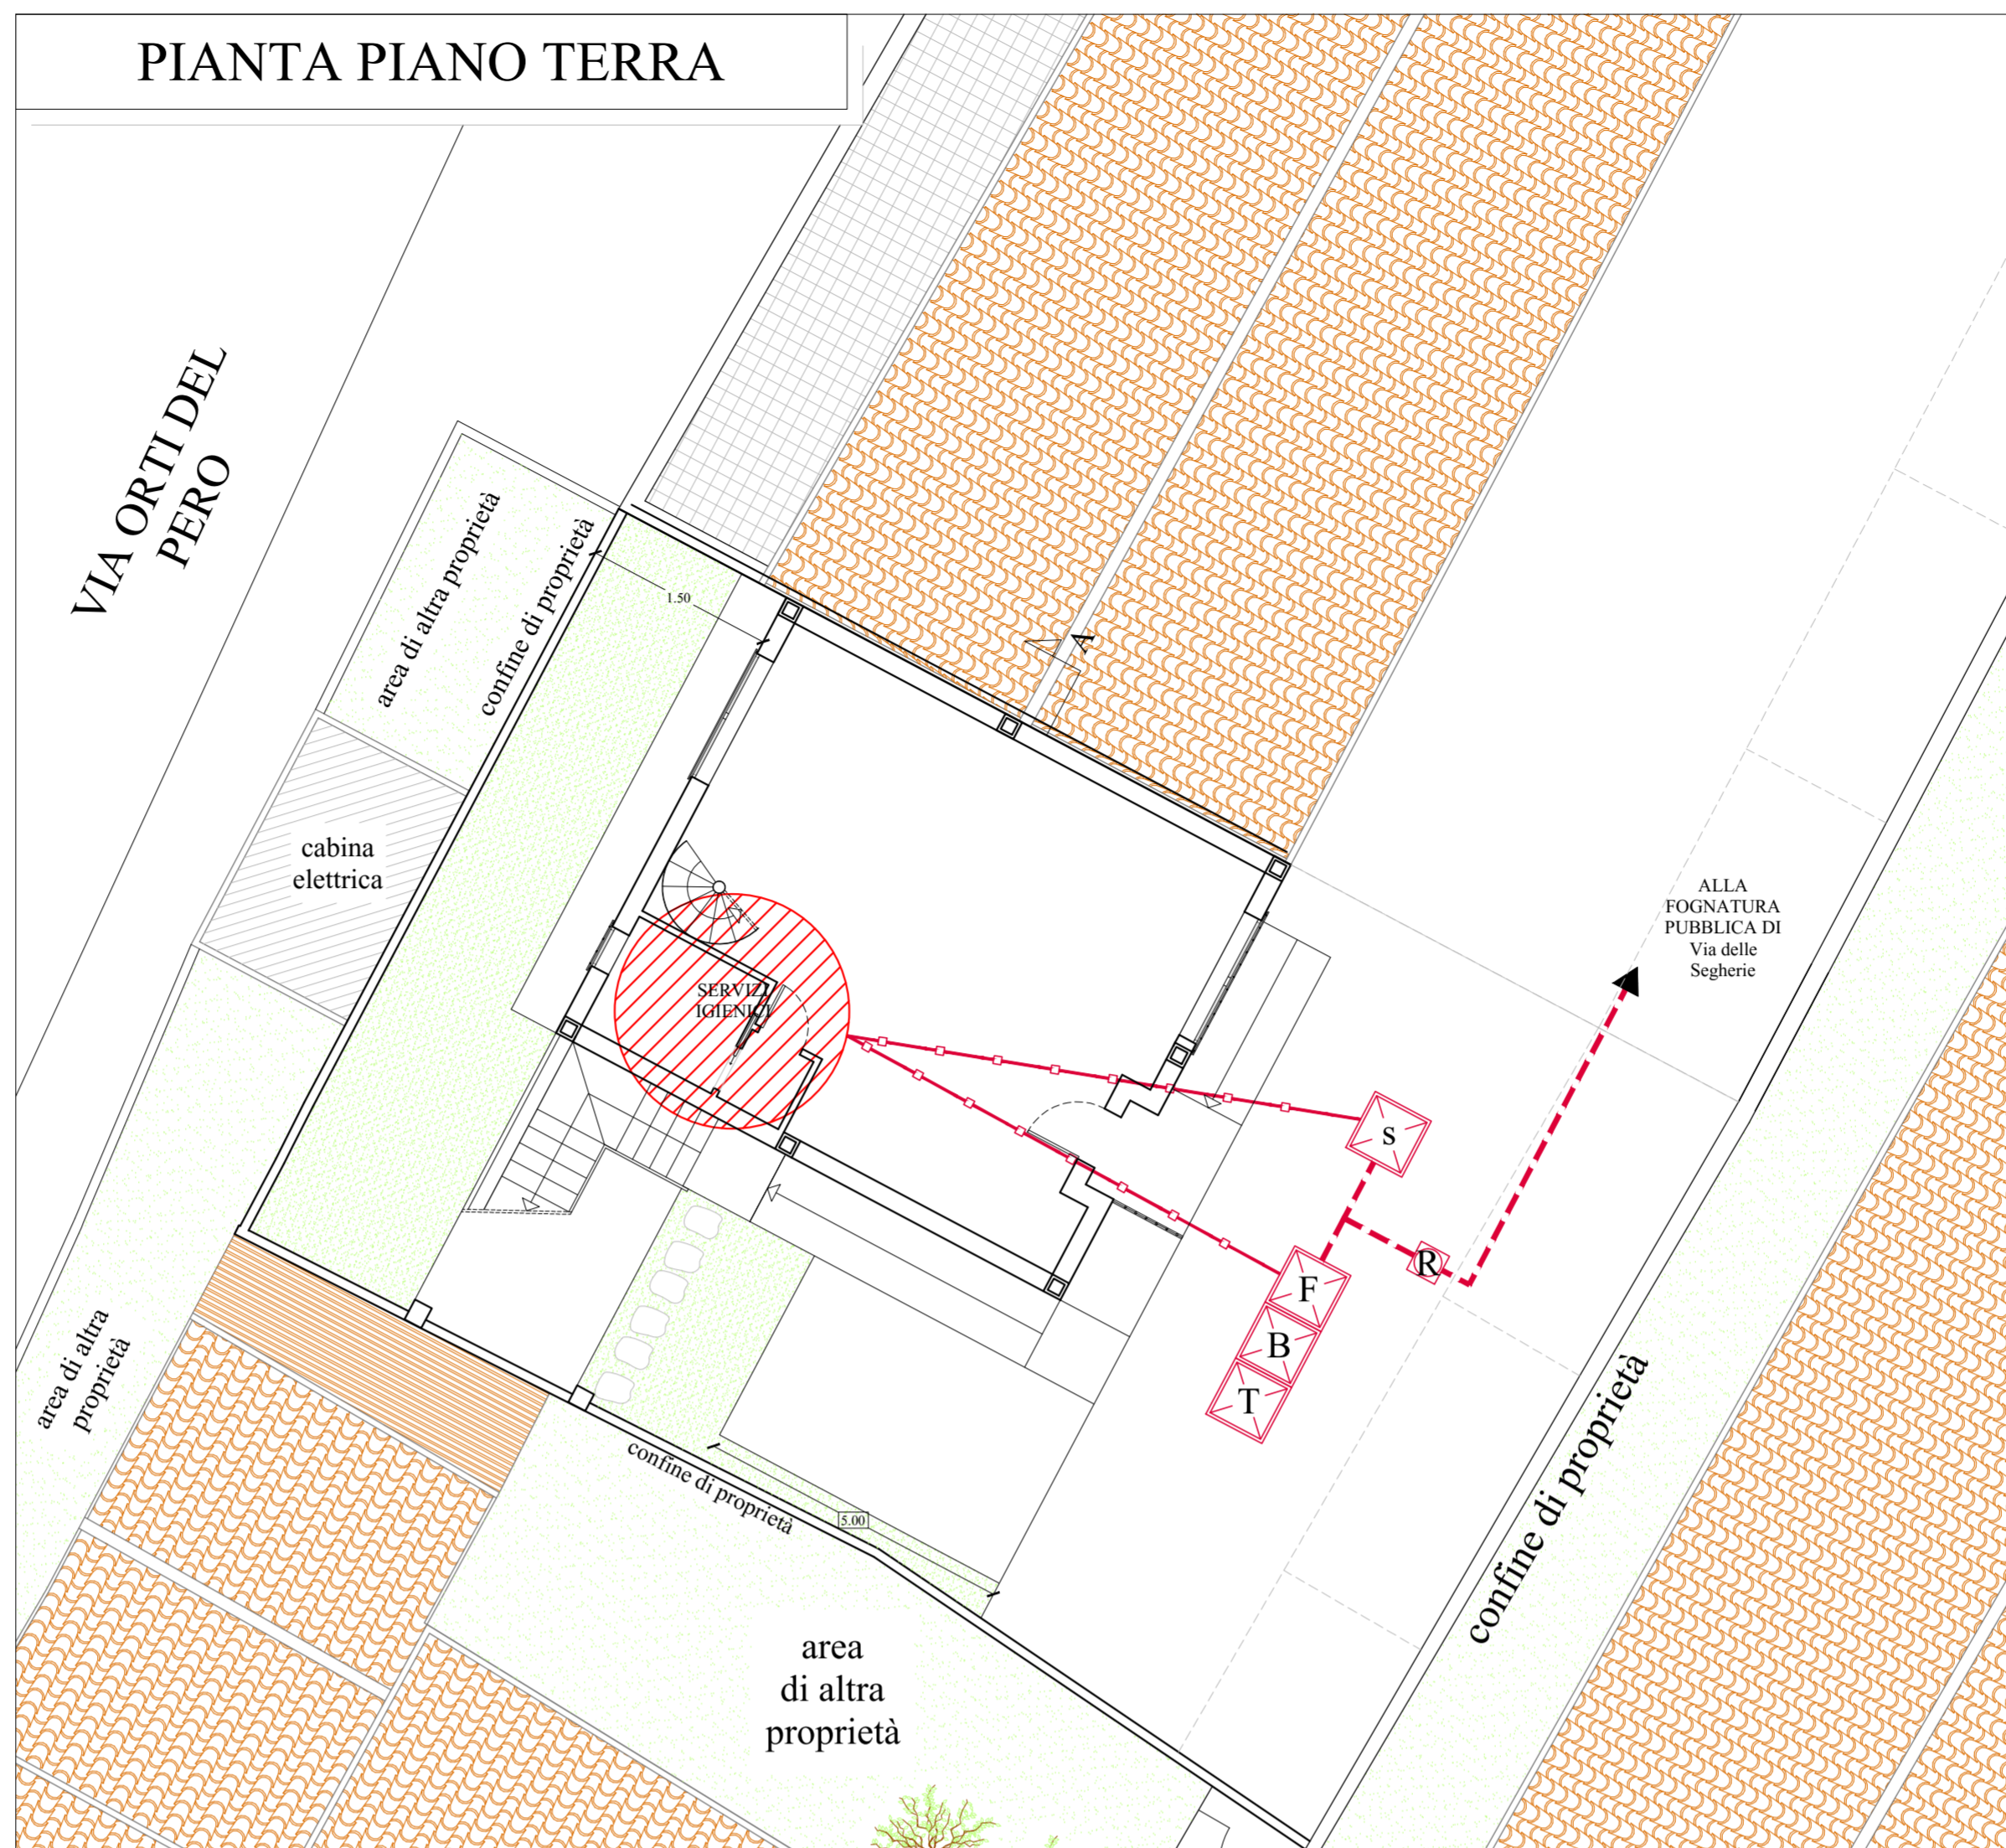 PIANTA PIANO TERRA
VIA ORTI DEL
PERO
area di altra proprietà
confine di proprietà
1.50
A
cabina
elettrica
SERVIZI
IGIENICI
ALLA
FOGNATURA
PUBBLICA DI
Via delle
Segherie
s
R
F
B
T
area di altra
proprietà
confine di proprietà
5.00
confine di proprietà
area
di altra
proprietà